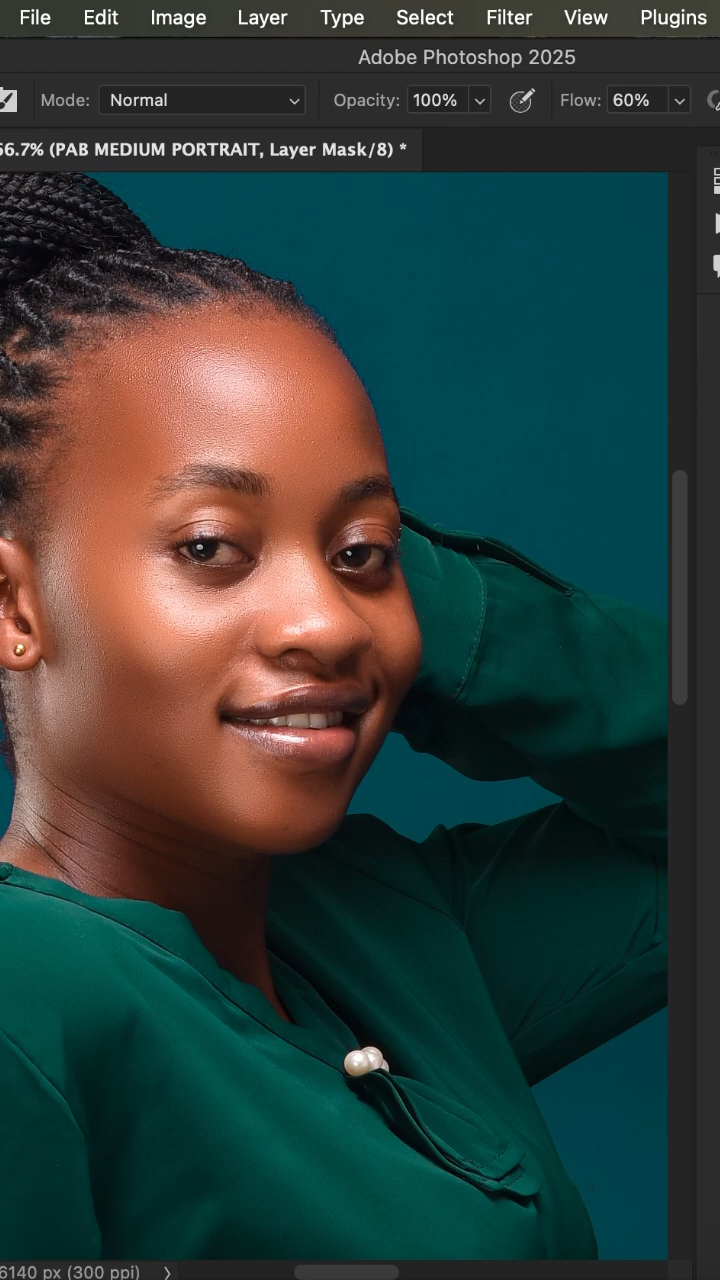 File Edit Image Layer Type Select Filter View Plugins
Adobe Photoshop 2025
Mode: Normal Opacity: 100% Flow: 60%
56.7% (PAB MEDIUM PORTRAIT, Layer Mask/8) *
6140 px (300 ppi)